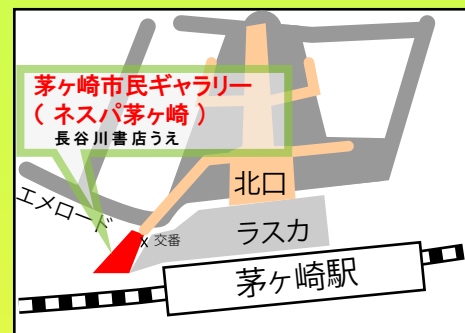 茅ヶ崎市民ギャラリー
( ネスパ茅ヶ崎 )
長谷川書店うえ
北口
エメロード
x 交番
ラスカ
茅ヶ崎駅